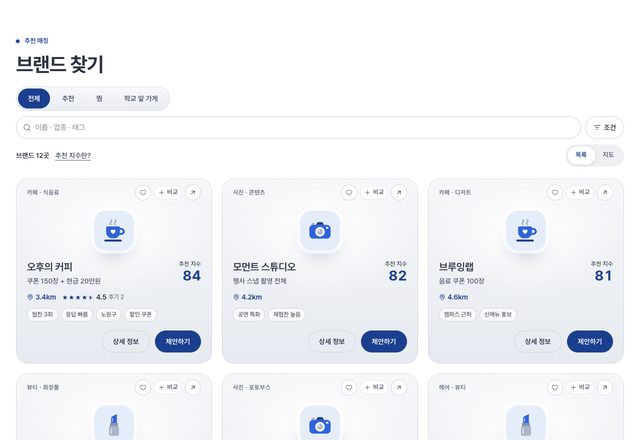 추천 매칭
브랜드 찾기
전체 추천 찜 학교 앞 가게
이름 · 업종 · 태그 조건
브랜드 12곳 추천 지수란? 목록 지도
카페 · 식음료 비교
오후의 커피 추천 지수
쿠폰 150장 + 현금 20만원 84
3.4km 4.5 후기 2
협찬 3회 응답 빠름 노원구 할인 쿠폰
상세 정보 제안하기
사진 · 콘텐츠 비교
모먼트 스튜디오 추천 지수
행사 스냅 촬영 전체 82
4.2km
공연 특화 재협찬 높음
상세 정보 제안하기
카페 · 디저트 비교
브루잉랩 추천 지수
음료 쿠폰 100장 81
4.6km
캠퍼스 근처 신메뉴 홍보
상세 정보 제안하기
뷰티 · 화장품 비교
사진 · 포토부스 비교
헤어 · 뷰티 비교